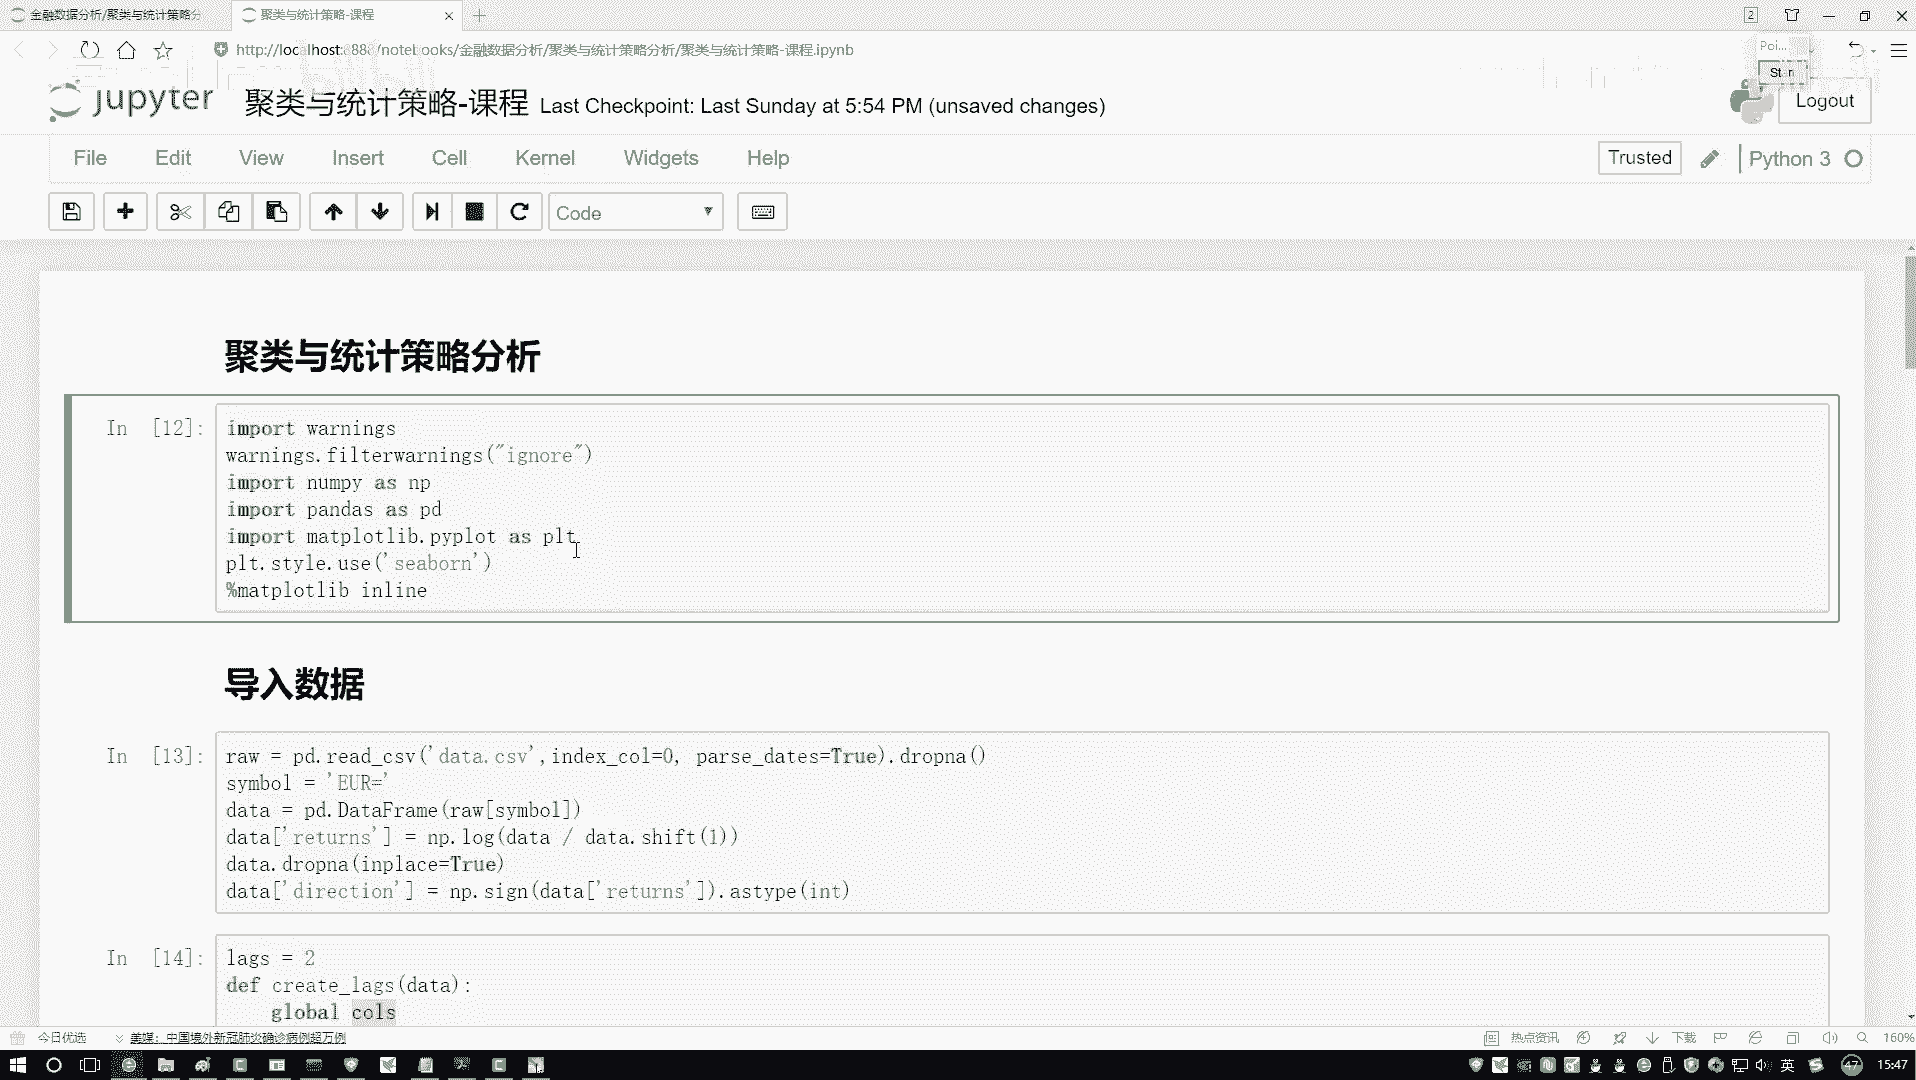 金融数据分析/聚类与统计策略分
聚类与统计策略-课程
2
/notebooks/金融数据分析/聚类与统计策略分析/聚类与统计策略-课程.ipynb
Poi...
jupyter 聚类与统计策略-课程 Last Checkpoint: Last Sunday at 5:54 PM (unsaved changes)
Logout
File Edit View Insert Cell Kernel Widgets Help
Trusted Python 3
Code
聚类与统计策略分析
In [12]: import warnings
warnings.filterwarnings("ignore")
import numpy as np
import pandas as pd
import matplotlib.pyplot as plt
plt.style.use('seaborn')
%matplotlib inline
导入数据
In [13]: raw = pd.read_csv('data.csv',index_col=0, parse_dates=True).dropna()
symbol = 'EUR='
data = pd.DataFrame(raw[symbol])
data['returns'] = np.log(data / data.shift(1))
data.dropna(inplace=True)
data['direction'] = np.sign(data['returns']).astype(int)
In [14]: lags = 2
def create_lags(data):
global cols
今日优选 美媒：中国境外新冠肺炎确诊病例超万例 热点资讯 下载 160%
英 47 15:47